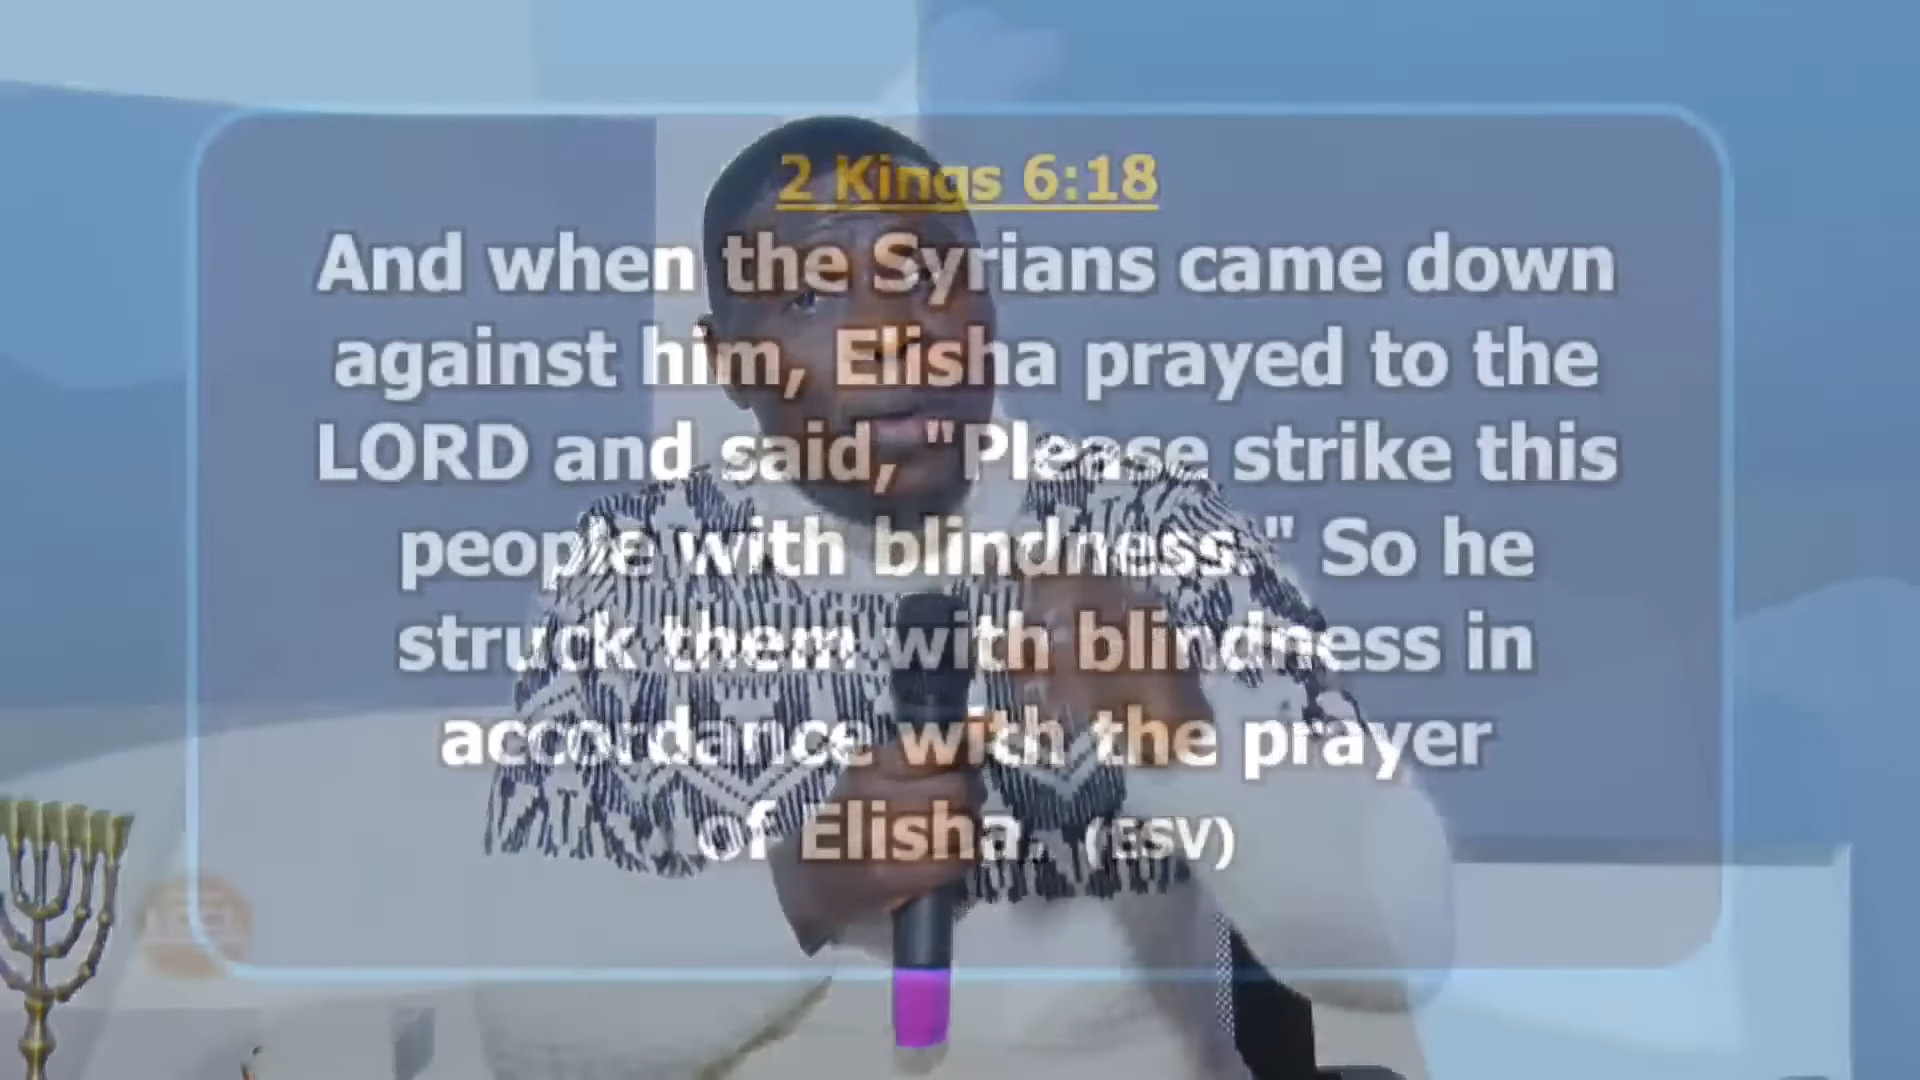 2 Kings 6:18
And when the Syrians came down
against him, Elisha prayed to the
LORD and said, "Please strike this
people with blindness." So he
struck them with blindness in
accordance with the prayer
of Elisha. (ESV)